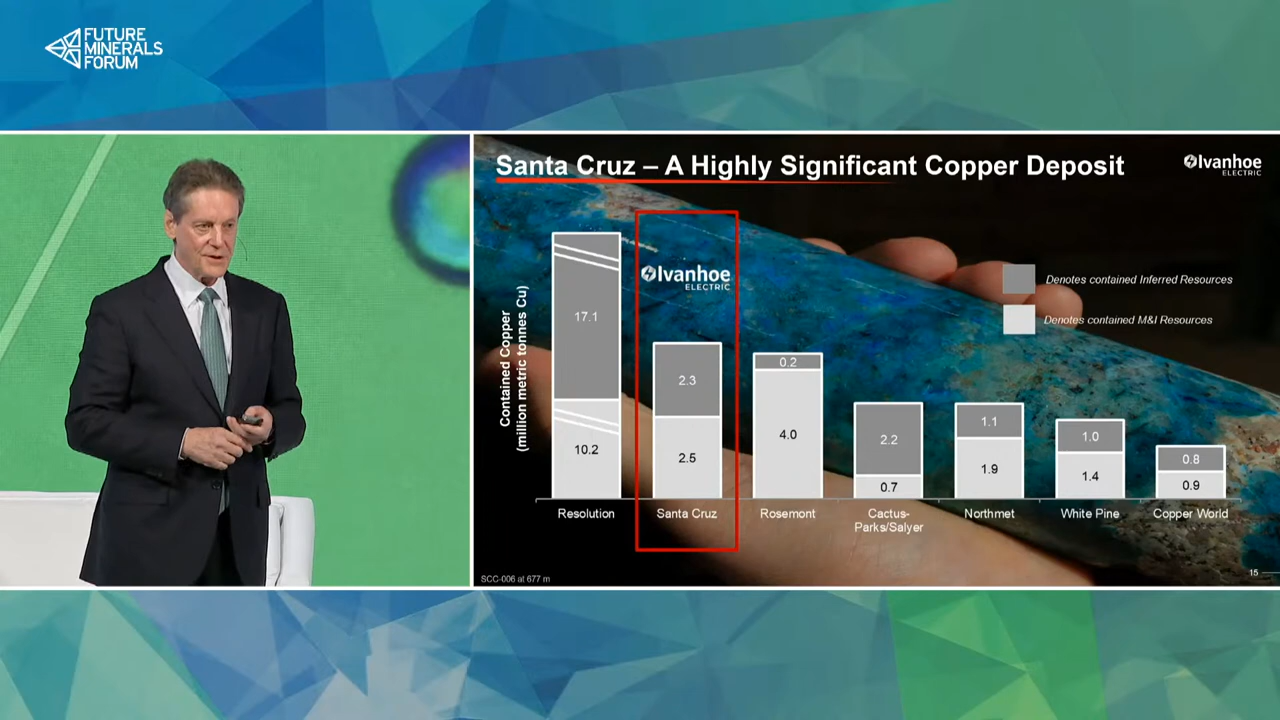 FUTURE
MINERALS
FORUM
Santa Cruz – A Highly Significant Copper Deposit
Ivanhoe
ELECTRIC
Contained Copper
(million metric tonnes Cu)
Ivanhoe
ELECTRIC
Denotes contained Inferred Resources
Denotes contained M&I Resources
17.1
2.3
0.2
2.2
1.1
1.0
0.8
10.2
2.5
4.0
0.7
1.9
1.4
0.9
Resolution
Santa Cruz
Rosemont
Cactus-
Parks/Salyer
Northmet
White Pine
Copper World
SCC-006 at 677 m
15